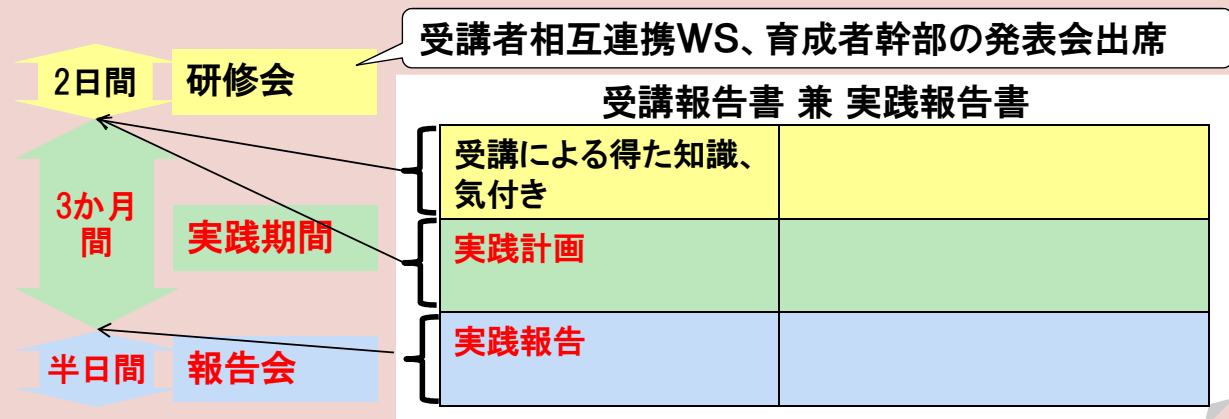 受講者相互連携WS、育成者幹部の発表会出席
2日間
研修会
受講報告書 兼 実践報告書
受講による得た知識、
気付き
3か月
間
実践期間
実践計画
半日間
報告会
実践報告